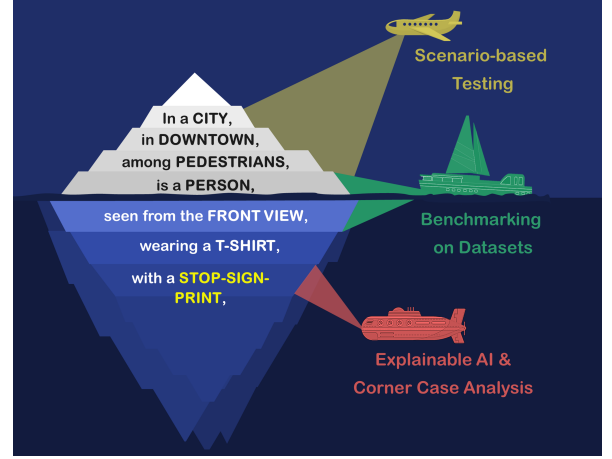 Scenario-based
Testing
In a CITY,
in DOWNTOWN,
among PEDESTRIANS,
is a PERSON,
seen from the FRONT VIEW,
wearing a T-SHIRT,
with a STOP-SIGN-
PRINT,
Benchmarking
on Datasets
Explainable AI &
Corner Case Analysis